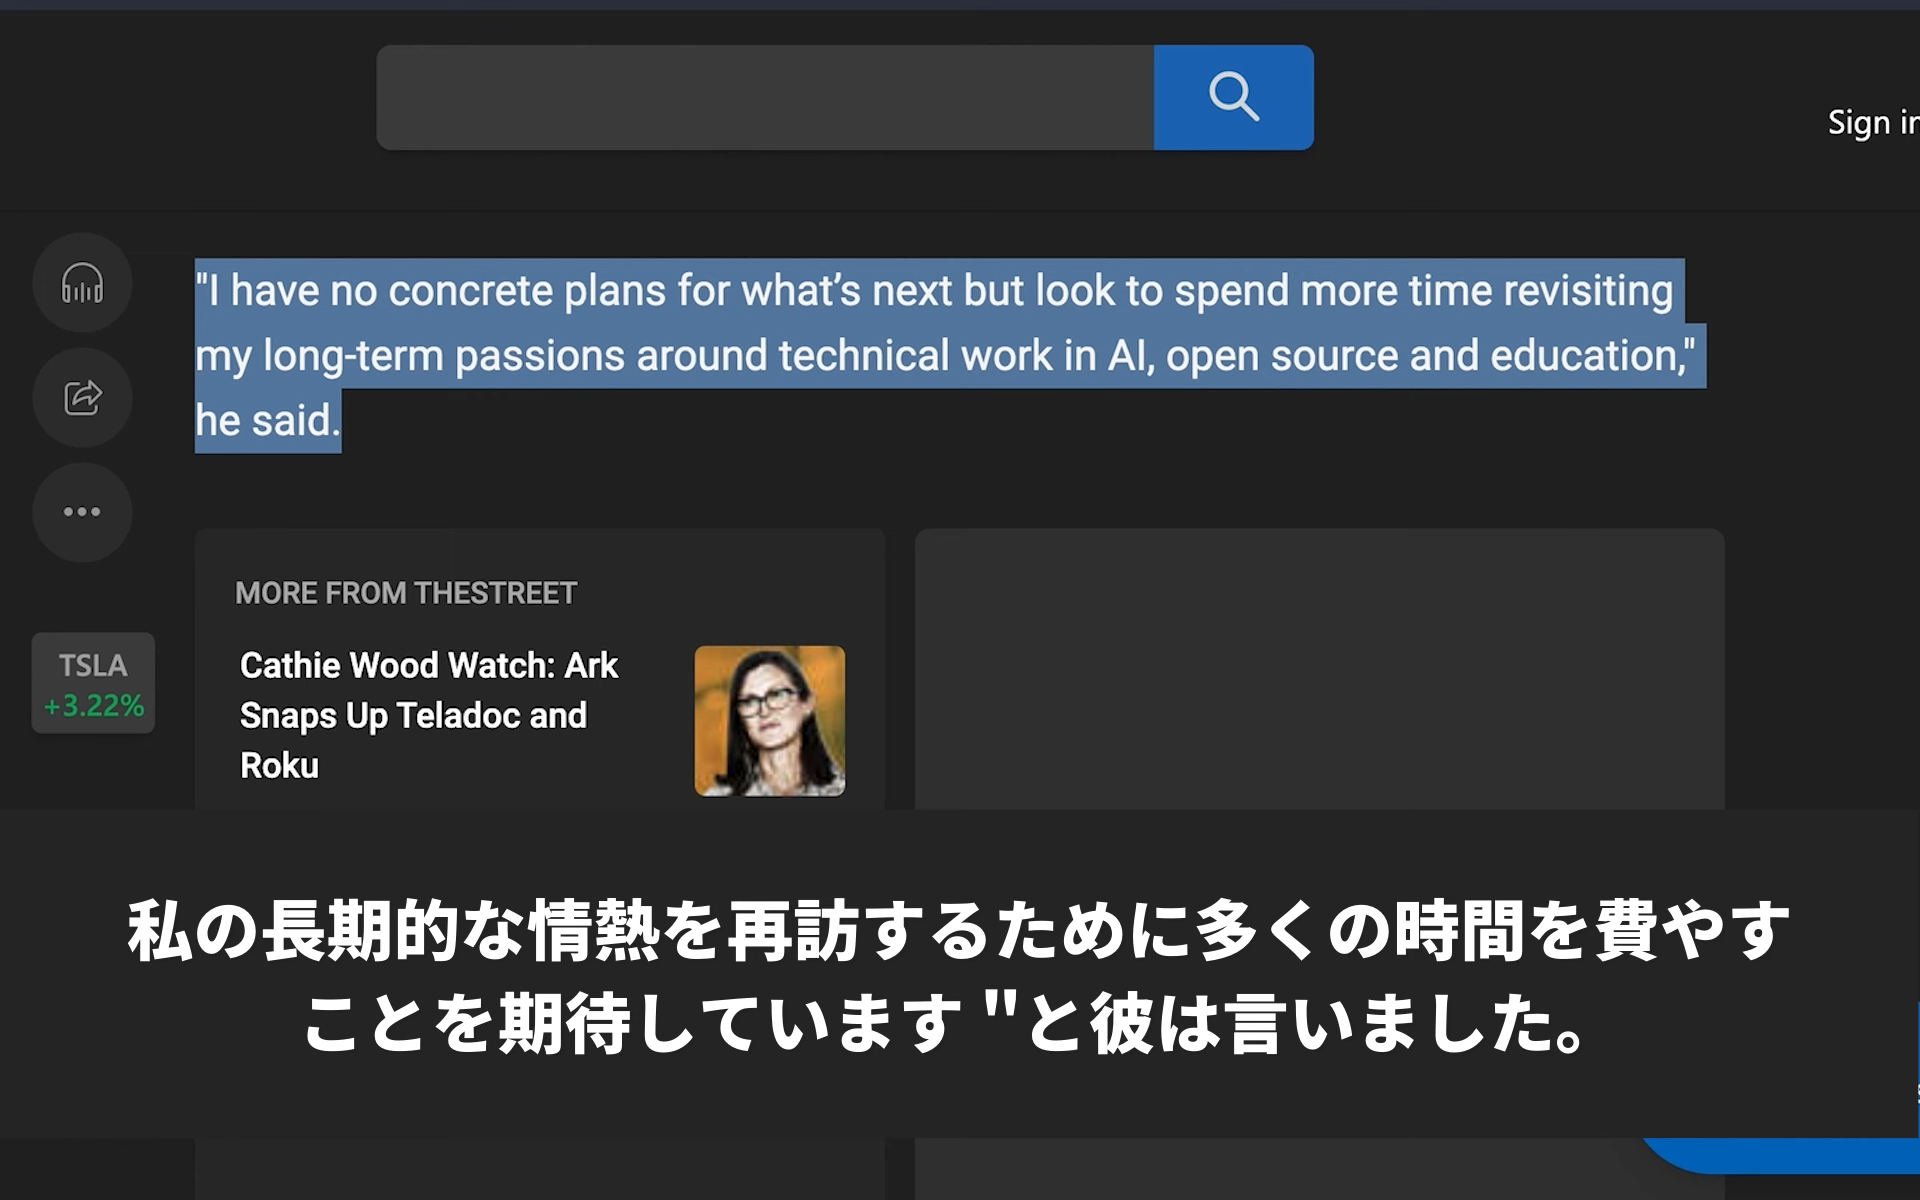 Sign in
"I have no concrete plans for what’s next but look to spend more time revisiting
my long-term passions around technical work in AI, open source and education,"
he said.
MORE FROM THESTREET
Cathie Wood Watch: Ark
Snaps Up Teladoc and
Roku
TSLA
+3.22%
私の長期的な情熱を再訪するために多くの時間を費やす
ことを期待しています "と彼は言いました。